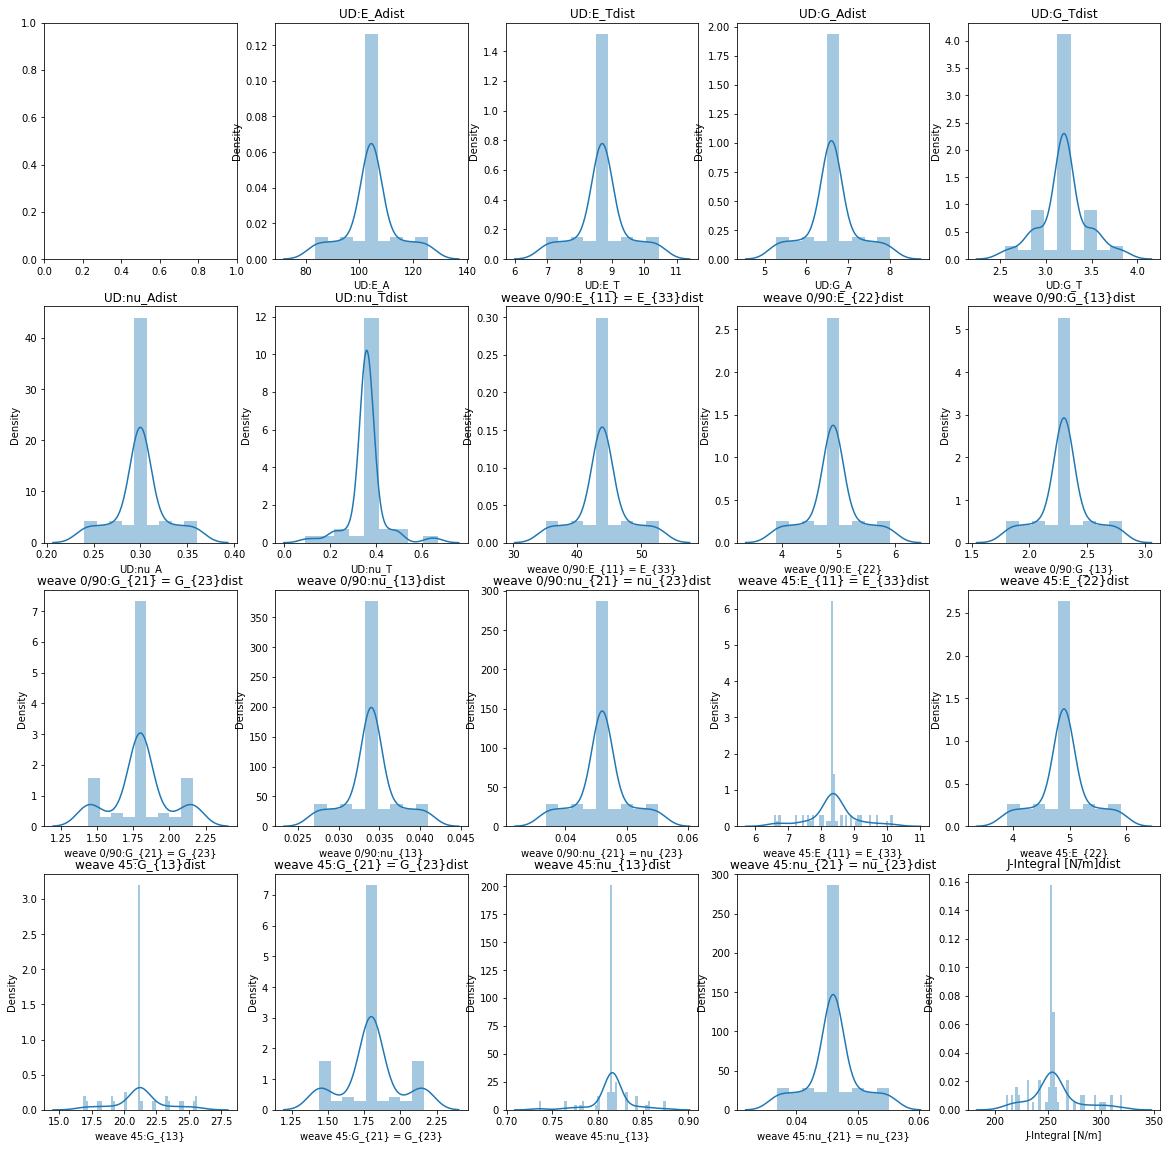 UD:E_Adist
UD:E_Tdist
UD:G_Adist
UD:G_Tdist
1.0
0.8
0.6
0.4
0.2
0.0
0.0 0.2 0.4 0.6 0.8 1.0
Density
0.12
0.10
0.08
0.06
0.04
0.02
0.00
80 100 120 140
UD:E_A
Density
1.4
1.2
1.0
0.8
0.6
0.4
0.2
0.0
6 7 8 9 10 11
UD:E_T
Density
2.00
1.75
1.50
1.25
1.00
0.75
0.50
0.25
0.00
5 6 7 8
UD:G_A
Density
4.0
3.5
3.0
2.5
2.0
1.5
1.0
0.5
0.0
2.5 3.0 3.5 4.0
UD:G_T
UD:nu_Adist
UD:nu_Tdist
weave 0/90:E_{11} = E_{33}dist
weave 0/90:E_{22}dist
weave 0/90:G_{13}dist
Density
40
30
20
10
0
0.20 0.25 0.30 0.35 0.40
UD:nu_A
Density
12
10
8
6
4
2
0
0.0 0.2 0.4 0.6
UD:nu_T
Density
0.30
0.25
0.20
0.15
0.10
0.05
0.00
30 40 50
weave 0/90:E_{11} = E_{33}
Density
2.5
2.0
1.5
1.0
0.5
0.0
4 5 6
weave 0/90:E_{22}
Density
5
4
3
2
1
0
1.5 2.0 2.5 3.0
weave 0/90:G_{13}
weave 0/90:G_{21} = G_{23}dist
weave 0/90:nu_{13}dist
weave 0/90:nu_{21} = nu_{23}dist
weave 45:E_{11} = E_{33}dist
weave 45:E_{22}dist
Density
7
6
5
4
3
2
1
0
1.25 1.50 1.75 2.00 2.25
weave 0/90:G_{21} = G_{23}
Density
350
300
250
200
150
100
50
0
0.025 0.030 0.035 0.040 0.045
weave 0/90:nu_{13}
Density
300
250
200
150
100
50
0
0.04 0.05 0.06
weave 0/90:nu_{21} = nu_{23}
Density
6
5
4
3
2
1
0
6 7 8 9 10 11
weave 45:E_{11} = E_{33}
Density
2.5
2.0
1.5
1.0
0.5
0.0
4 5 6
weave 45:E_{22}
weave 45:G_{13}dist
weave 45:G_{21} = G_{23}dist
weave 45:nu_{13}dist
weave 45:nu_{21} = nu_{23}dist
J-Integral [N/m]dist
Density
3.0
2.5
2.0
1.5
1.0
0.5
0.0
15.0 17.5 20.0 22.5 25.0 27.5
weave 45:G_{13}
Density
7
6
5
4
3
2
1
0
1.25 1.50 1.75 2.00 2.25
weave 45:G_{21} = G_{23}
Density
200
175
150
125
100
75
50
25
0
0.70 0.75 0.80 0.85 0.90
weave 45:nu_{13}
Density
300
250
200
150
100
50
0
0.04 0.05 0.06
weave 45:nu_{21} = nu_{23}
Density
0.16
0.14
0.12
0.10
0.08
0.06
0.04
0.02
0.00
200 250 300 350
J-Integral [N/m]